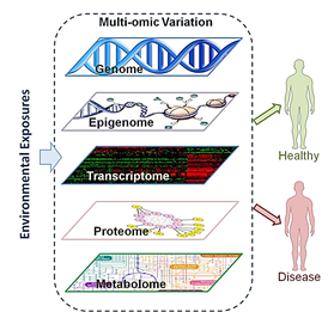 Multi-omic Variation
Genome
Epigenome
Transcriptome
Proteome
Metabolome
Environmental Exposures
Healthy
Disease